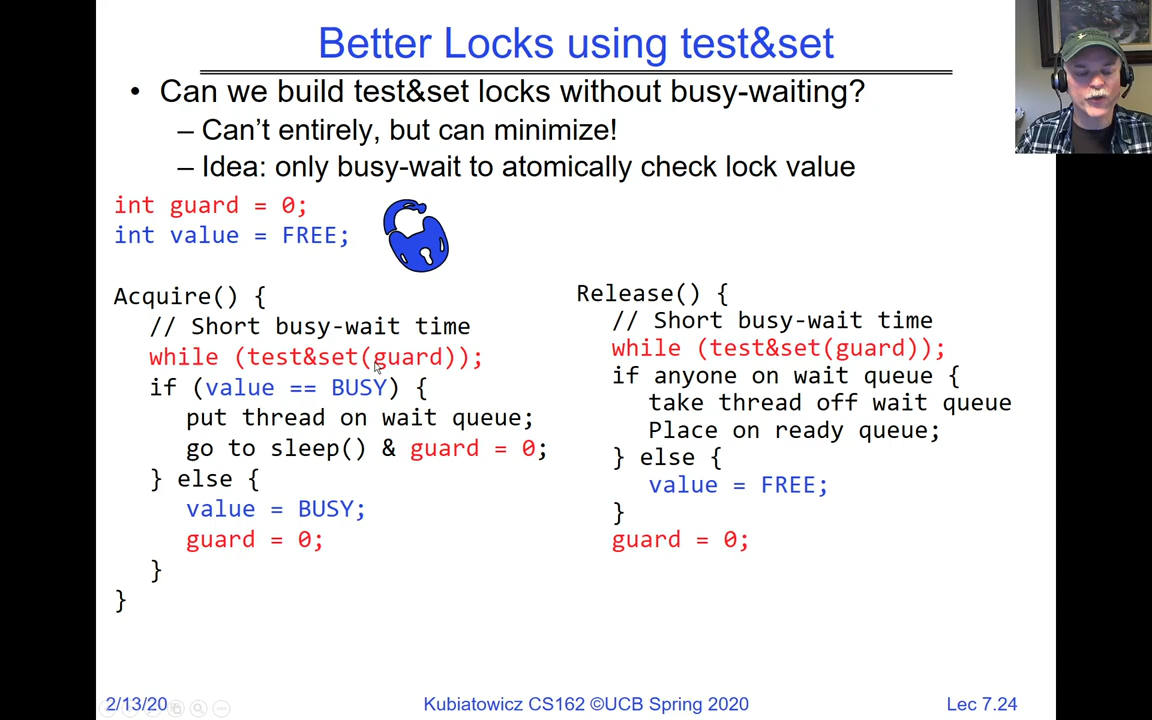 Better Locks using test&set
• Can we build test&set locks without busy-waiting?
– Can't entirely, but can minimize!
– Idea: only busy-wait to atomically check lock value
int guard = 0;
int value = FREE;
Acquire() {
// Short busy-wait time
while (test&set(guard));
if (value == BUSY) {
put thread on wait queue;
go to sleep() & guard = 0;
} else {
value = BUSY;
guard = 0;
}
}
Release() {
// Short busy-wait time
while (test&set(guard));
if anyone on wait queue {
take thread off wait queue
Place on ready queue;
} else {
value = FREE;
}
guard = 0;
2/13/20
Kubiatowicz CS162 ©UCB Spring 2020
Lec 7.24